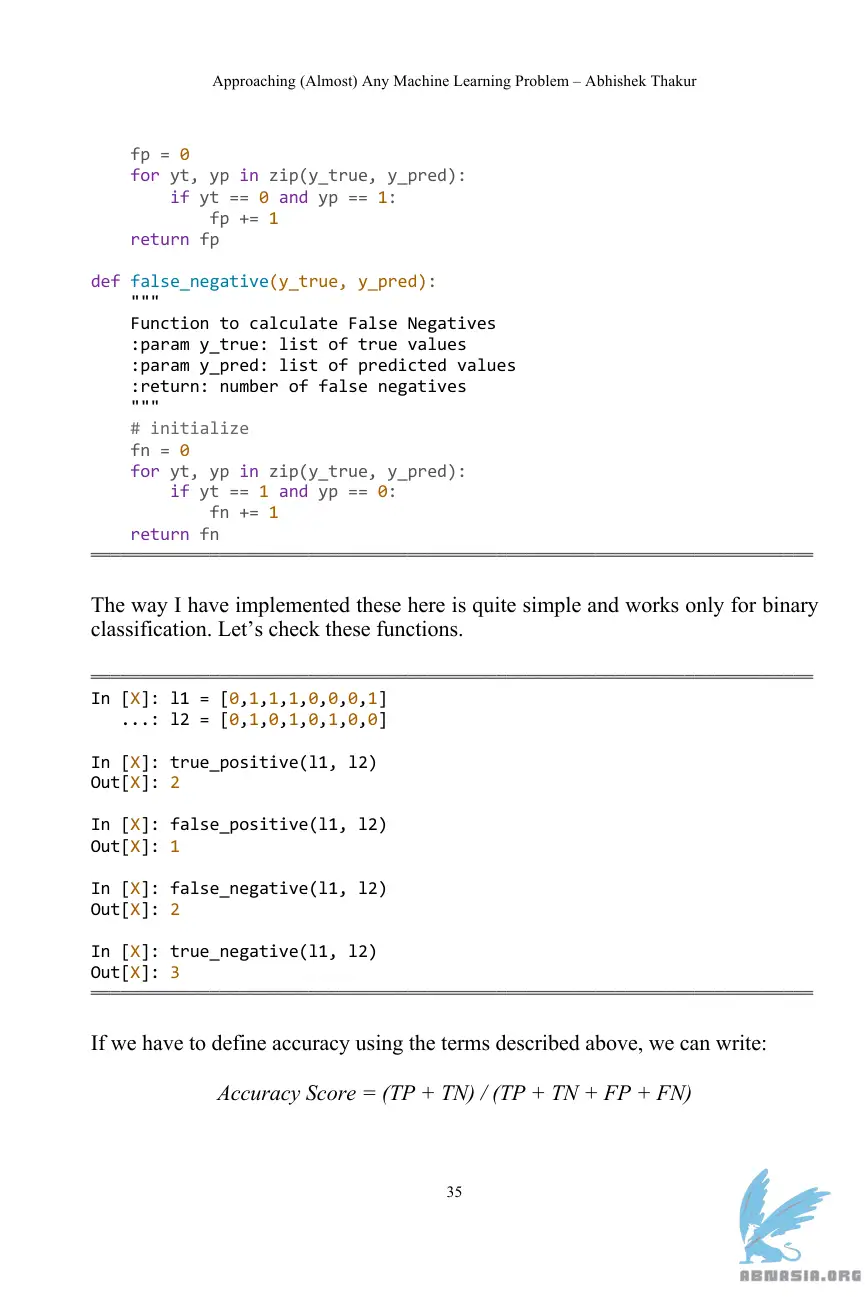 Approaching (Almost) Any Machine Learning Problem – Abhishek Thakur
    fp = 0
    for yt, yp in zip(y_true, y_pred):
        if yt == 0 and yp == 1:
            fp += 1
    return fp
def false_negative(y_true, y_pred):
    """
    Function to calculate False Negatives
    :param y_true: list of true values
    :param y_pred: list of predicted values
    :return: number of false negatives
    """
    # initialize
    fn = 0
    for yt, yp in zip(y_true, y_pred):
        if yt == 1 and yp == 0:
            fn += 1
    return fn
The way I have implemented these here is quite simple and works only for binary
classification. Let’s check these functions.
In [X]: l1 = [0,1,1,1,0,0,0,1]
   ...: l2 = [0,1,0,1,0,1,0,0]
In [X]: true_positive(l1, l2)
Out[X]: 2
In [X]: false_positive(l1, l2)
Out[X]: 1
In [X]: false_negative(l1, l2)
Out[X]: 2
In [X]: true_negative(l1, l2)
Out[X]: 3
If we have to define accuracy using the terms described above, we can write:
Accuracy Score = (TP + TN) / (TP + TN + FP + FN)
35
ABNASIA.ORG